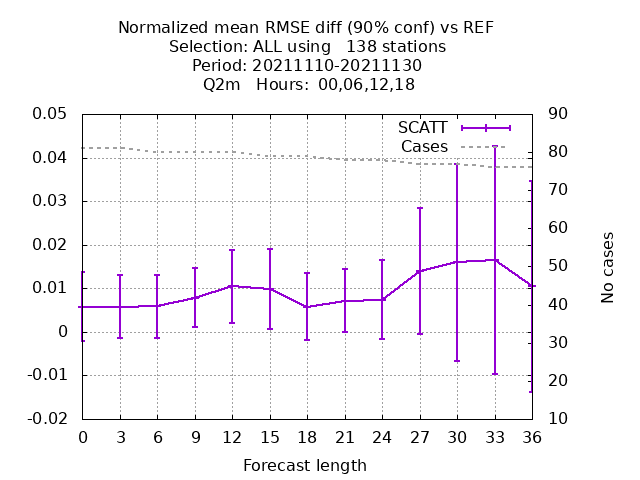 Normalized mean RMSE diff (90% conf) vs REF
Selection: ALL using   138 stations
Period: 20211110-20211130
Q2m   Hours:  00,06,12,18
SCATT
Cases
0.05
0.04
0.03
0.02
0.01
0
-0.01
-0.02
90
80
70
60
50
40
30
20
10
No cases
0 3 6 9 12 15 18 21 24 27 30 33 36
Forecast length